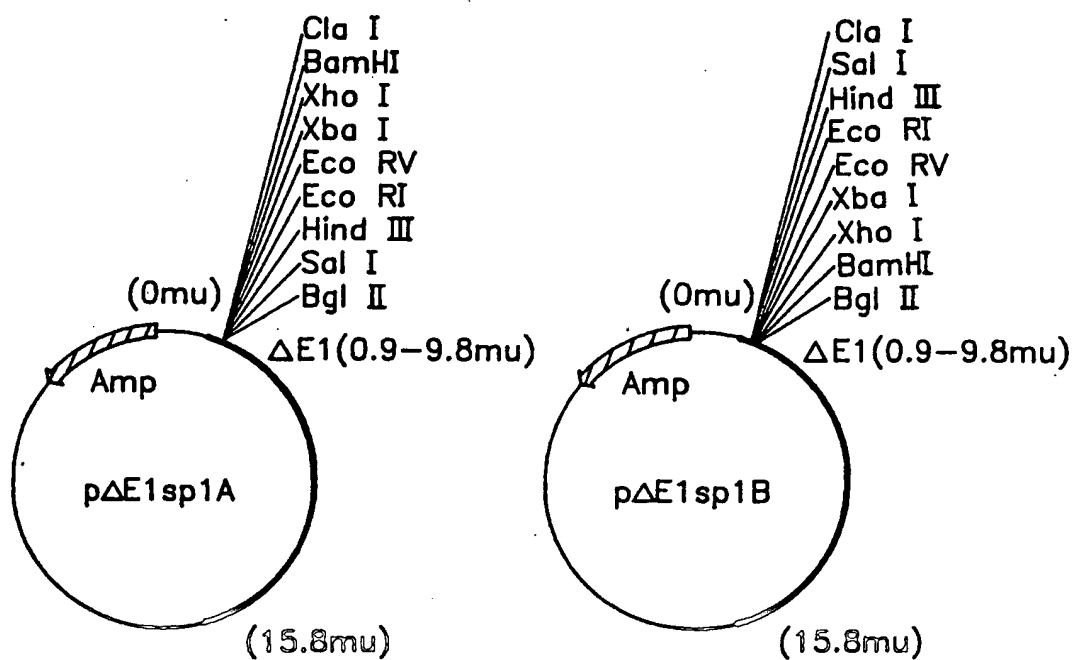 Cla I
BamHI
Xho I
Xba I
Eco RV
Eco RI
Hind III
Sal I
Bgl II
(0mu)
ΔE1(0.9-9.8mu)
Amp
pΔE1sp1A
(15.8mu)
Cla I
Sal I
Hind III
Eco RI
Eco RV
Xba I
Xho I
BamHI
Bgl II
(0mu)
ΔE1(0.9-9.8mu)
Amp
pΔE1sp1B
(15.8mu)